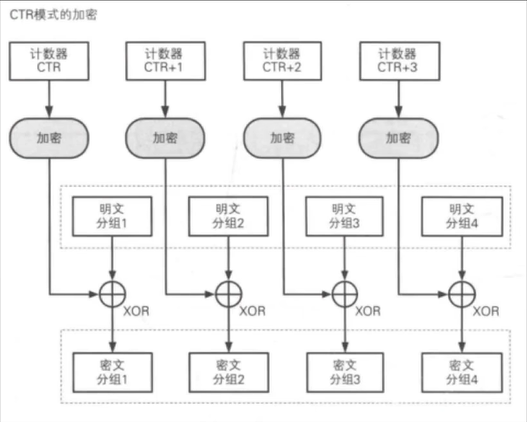 CTR模式的加密
计数器
CTR
计数器
CTR+1
计数器
CTR+2
计数器
CTR+3
加密
加密
加密
加密
明文
分组1
明文
分组2
明文
分组3
明文
分组4
XOR
XOR
XOR
XOR
密文
分组1
密文
分组2
密文
分组3
密文
分组4